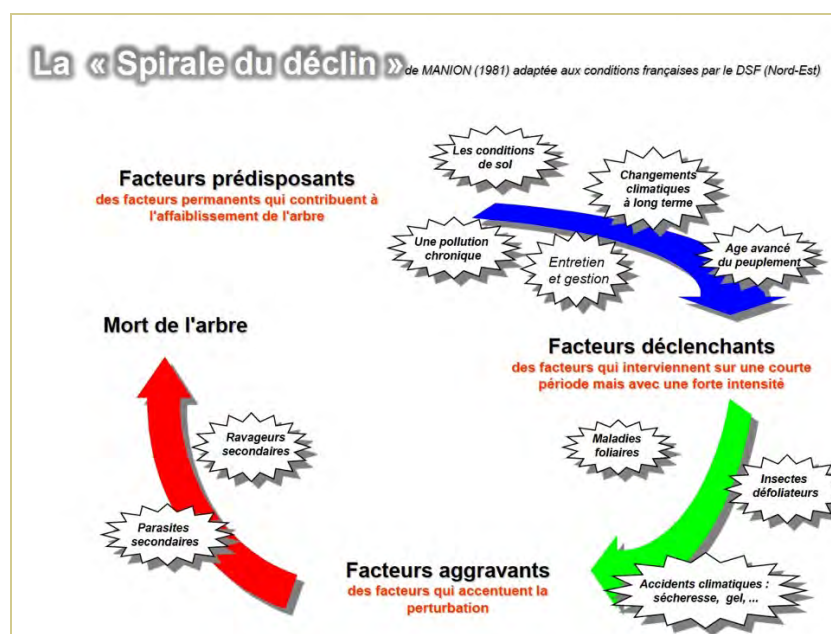 La « Spirale du déclin » de MANION (1981) adaptée aux conditions françaises par le DSF (Nord-Est)
Facteurs prédisposants
des facteurs permanents qui contribuent à
l'affaiblissement de l'arbre
Les conditions
de sol
Changements
climatiques
à long terme
Une pollution
chronique
Entretien
et gestion
Age avancé
du peuplement
Facteurs déclenchants
des facteurs qui interviennent sur une courte
période mais avec une forte intensité
Maladies
foliaires
Insectes
défoliateurs
Accidents climatiques :
sécheresse, gel, ...
Facteurs aggravants
des facteurs qui accentuent la
perturbation
Parasites
secondaires
Ravageurs
secondaires
Mort de l'arbre